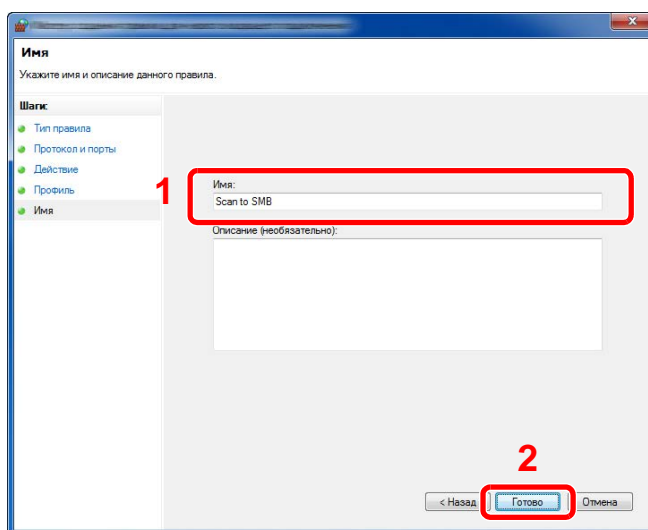 Имя
Укажите имя и описание данного правила.
Шаги:
Тип правила
Протокол и порты
Действие
Профиль
Имя
1
Имя:
Scan to SMB
Описание (необязательно):
2
< Назад
Готово
Отмена